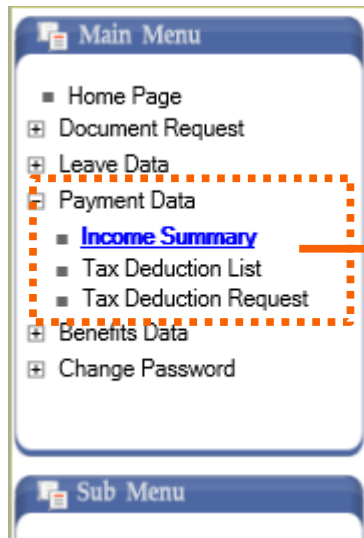 Main Menu
Home Page
Document Request
Leave Data
Payment Data
Income Summary
Tax Deduction List
Tax Deduction Request
Benefits Data
Change Password
Sub Menu